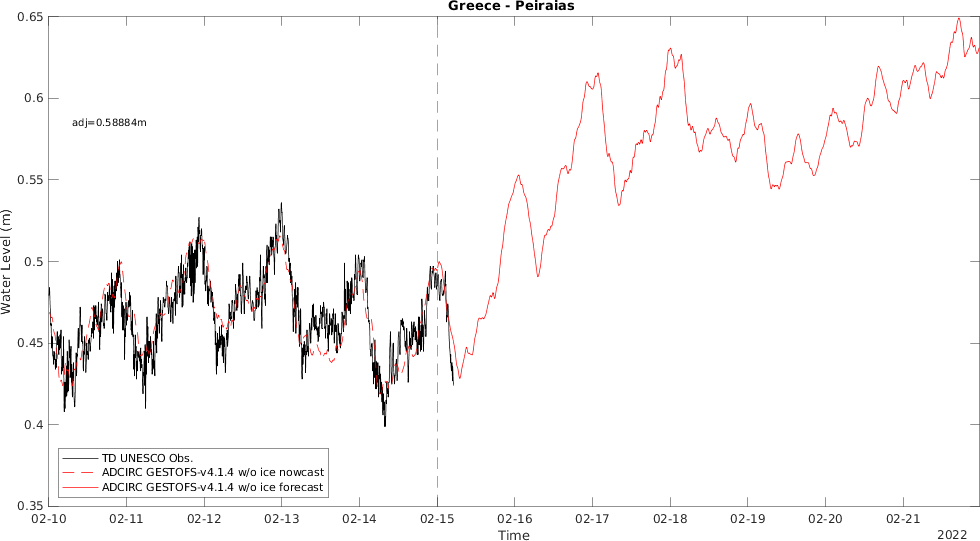 Greece - Peiraias
0.65
0.6
0.55
0.5
0.45
0.4
0.35
Water Level (m)
adj=0.58884m
TD UNESCO Obs.
ADCIRC GESTOFS-v4.1.4 w/o ice nowcast
ADCIRC GESTOFS-v4.1.4 w/o ice forecast
02-10 02-11 02-12 02-13 02-14 02-15 02-16 02-17 02-18 02-19 02-20 02-21
Time
2022